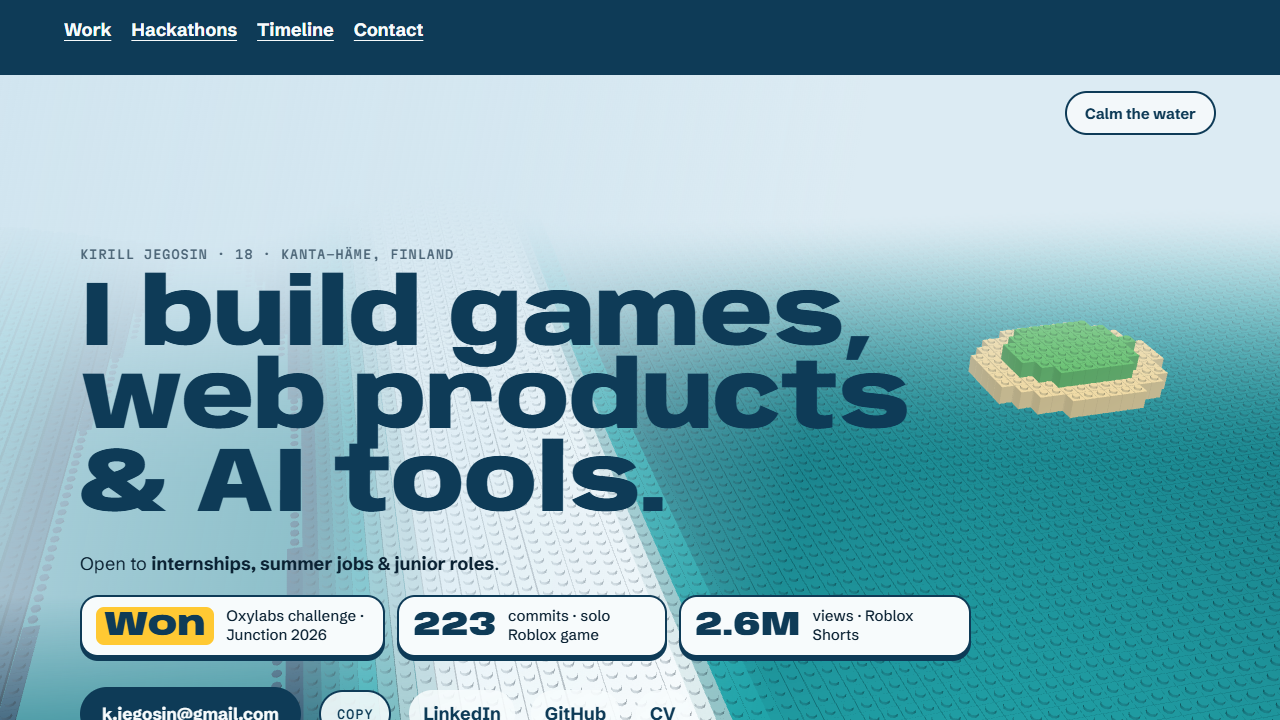 Work Hackathons Timeline Contact
Calm the water
KIRILL JEGOSIN · 18 · KANTA–HÄME, FINLAND
I build games,
web products
& AI tools.
Open to internships, summer jobs & junior roles.
Won Oxylabs challenge · Junction 2026
223 commits · solo Roblox game
2.6M views · Roblox Shorts
k.jegosin@gmail.com COPY LinkedIn GitHub CV